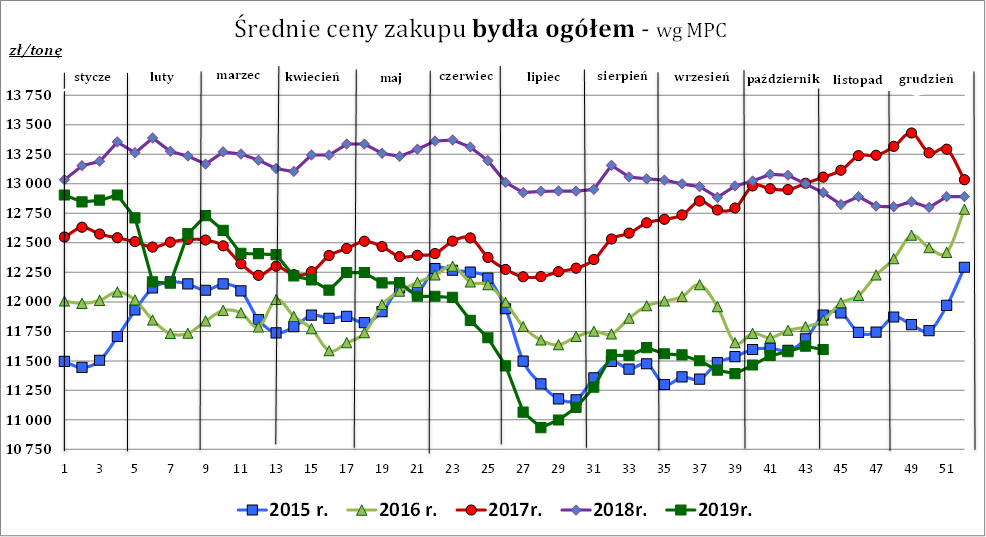 Średnie ceny zakupu bydła ogółem - wg MPC
zł/tonę
stycze luty marzec kwiecień maj czerwiec lipiec sierpień wrzesień październik listopad grudzień
13 750
13 500
13 250
13 000
12 750
12 500
12 250
12 000
11 750
11 500
11 250
11 000
10 750
1 3 5 7 9 11 13 15 17 19 21 23 25 27 29 31 33 35 37 39 41 43 45 47 49 51
2015 r. 2016 r. 2017r. 2018r. 2019r.